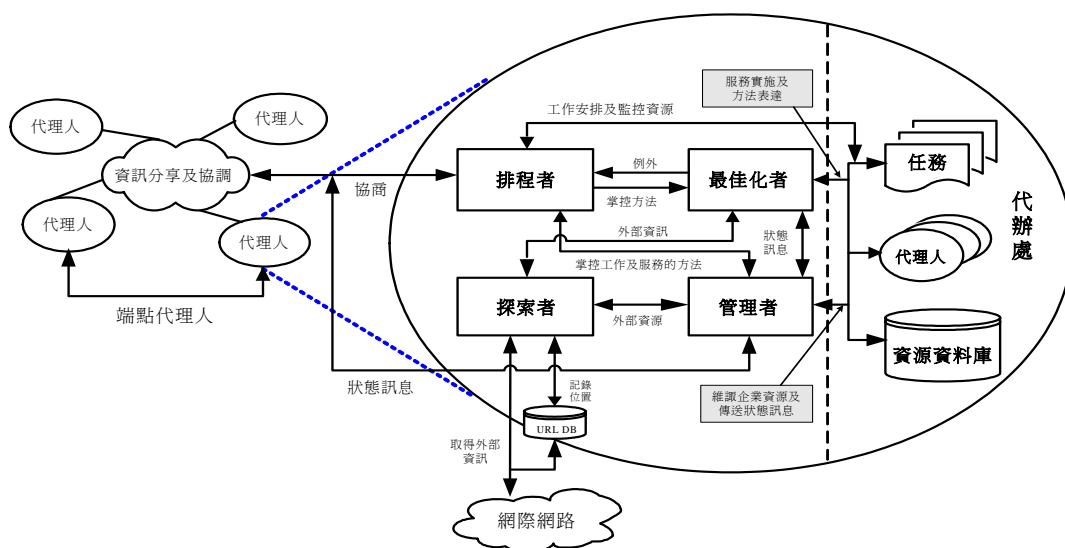 代理人
代理人
資訊分享及協調
代理人
代理人
端點代理人
協商
狀態訊息
工作安排及監控資源
服務實施及
方法表達
排程者
例外
掌控方法
最佳化者
外部資訊
狀態
訊息
掌控工作及服務的方法
探索者
外部資源
管理者
記錄
位置
URL DB
取得外部
資訊
網際網路
維護企業資源及
傳送狀態訊息
任務
代理人
資源資料庫
代
辦
處